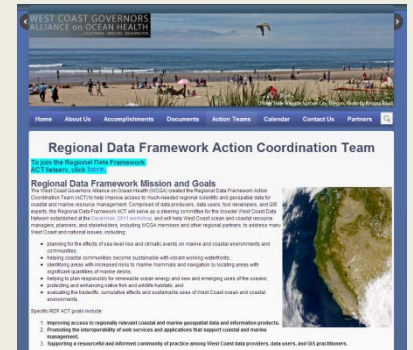 WEST COAST GOVERNORS
ALLIANCE on OCEAN HEALTH
CALIFORNIA OREGON WASHINGTON
Home About Us Accomplishments Documents Action Teams Calendar Contact Us Partners
Regional Data Framework Action Coordination Team
To join the Regional Data Framework
ACT listserv, click here.
Regional Data Framework Mission and Goals
The West Coast Governors Alliance on Ocean Health (WCGA) created the Regional Data Framework Action
Coordination Team (ACT) to help improve access to much-needed regional scientific and geospatial data for
coastal and marine resource management. Comprised of data producers, data users, tool developers, and GIS
experts, the Regional Data Framework ACT will serve as a steering committee for the broader West Coast Data
Network established at the December, 2011 workshop, and will help West Coast ocean and coastal resource
managers, planners, and stakeholders, including WCGA members and other regional partners, to address many
West Coast and national issues, including:
• planning for the effects of sea level rise and climatic events on marine and coastal environments and
communities;
• helping coastal communities become sustainable with vibrant working waterfronts;
• identifying areas with increased risks to marine mammals and navigation by locating areas with
significant quantities of marine debris;
• helping to plan responsibly for renewable ocean energy and new and emerging uses of the oceans;
• protecting and enhancing native fish and wildlife habitats; and
• evaluating the tradeoffs, cumulative effects and sustainable uses of West Coast ocean and coastal
environments.
Specific RDF ACT goals include
1. Improving access to regionally relevant coastal and marine geospatial data and information products.
2. Promoting the interoperability of web services and applications that support coastal and marine
management.
3. Supporting a resourceful and informed community of practice among West Coast data providers, data users, and GIS practitioners.